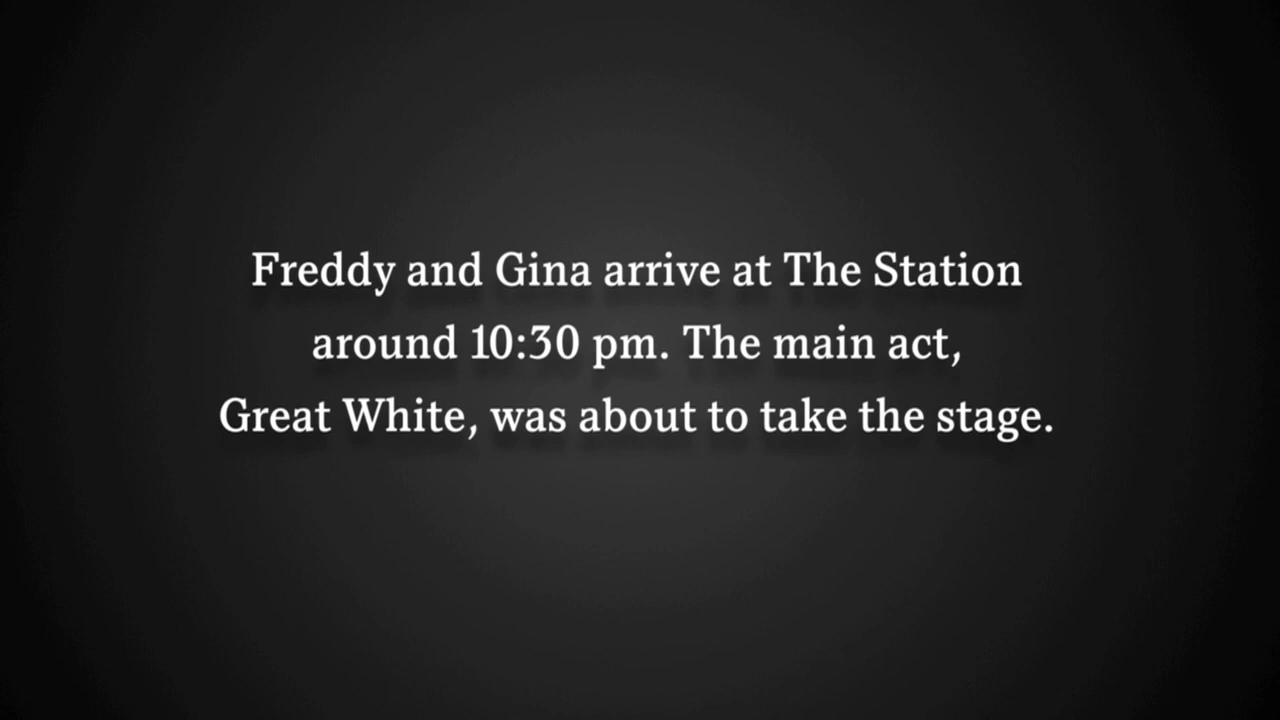 Freddy and Gina arrive at The Station
around 10:30 pm. The main act,
Great White, was about to take the stage.